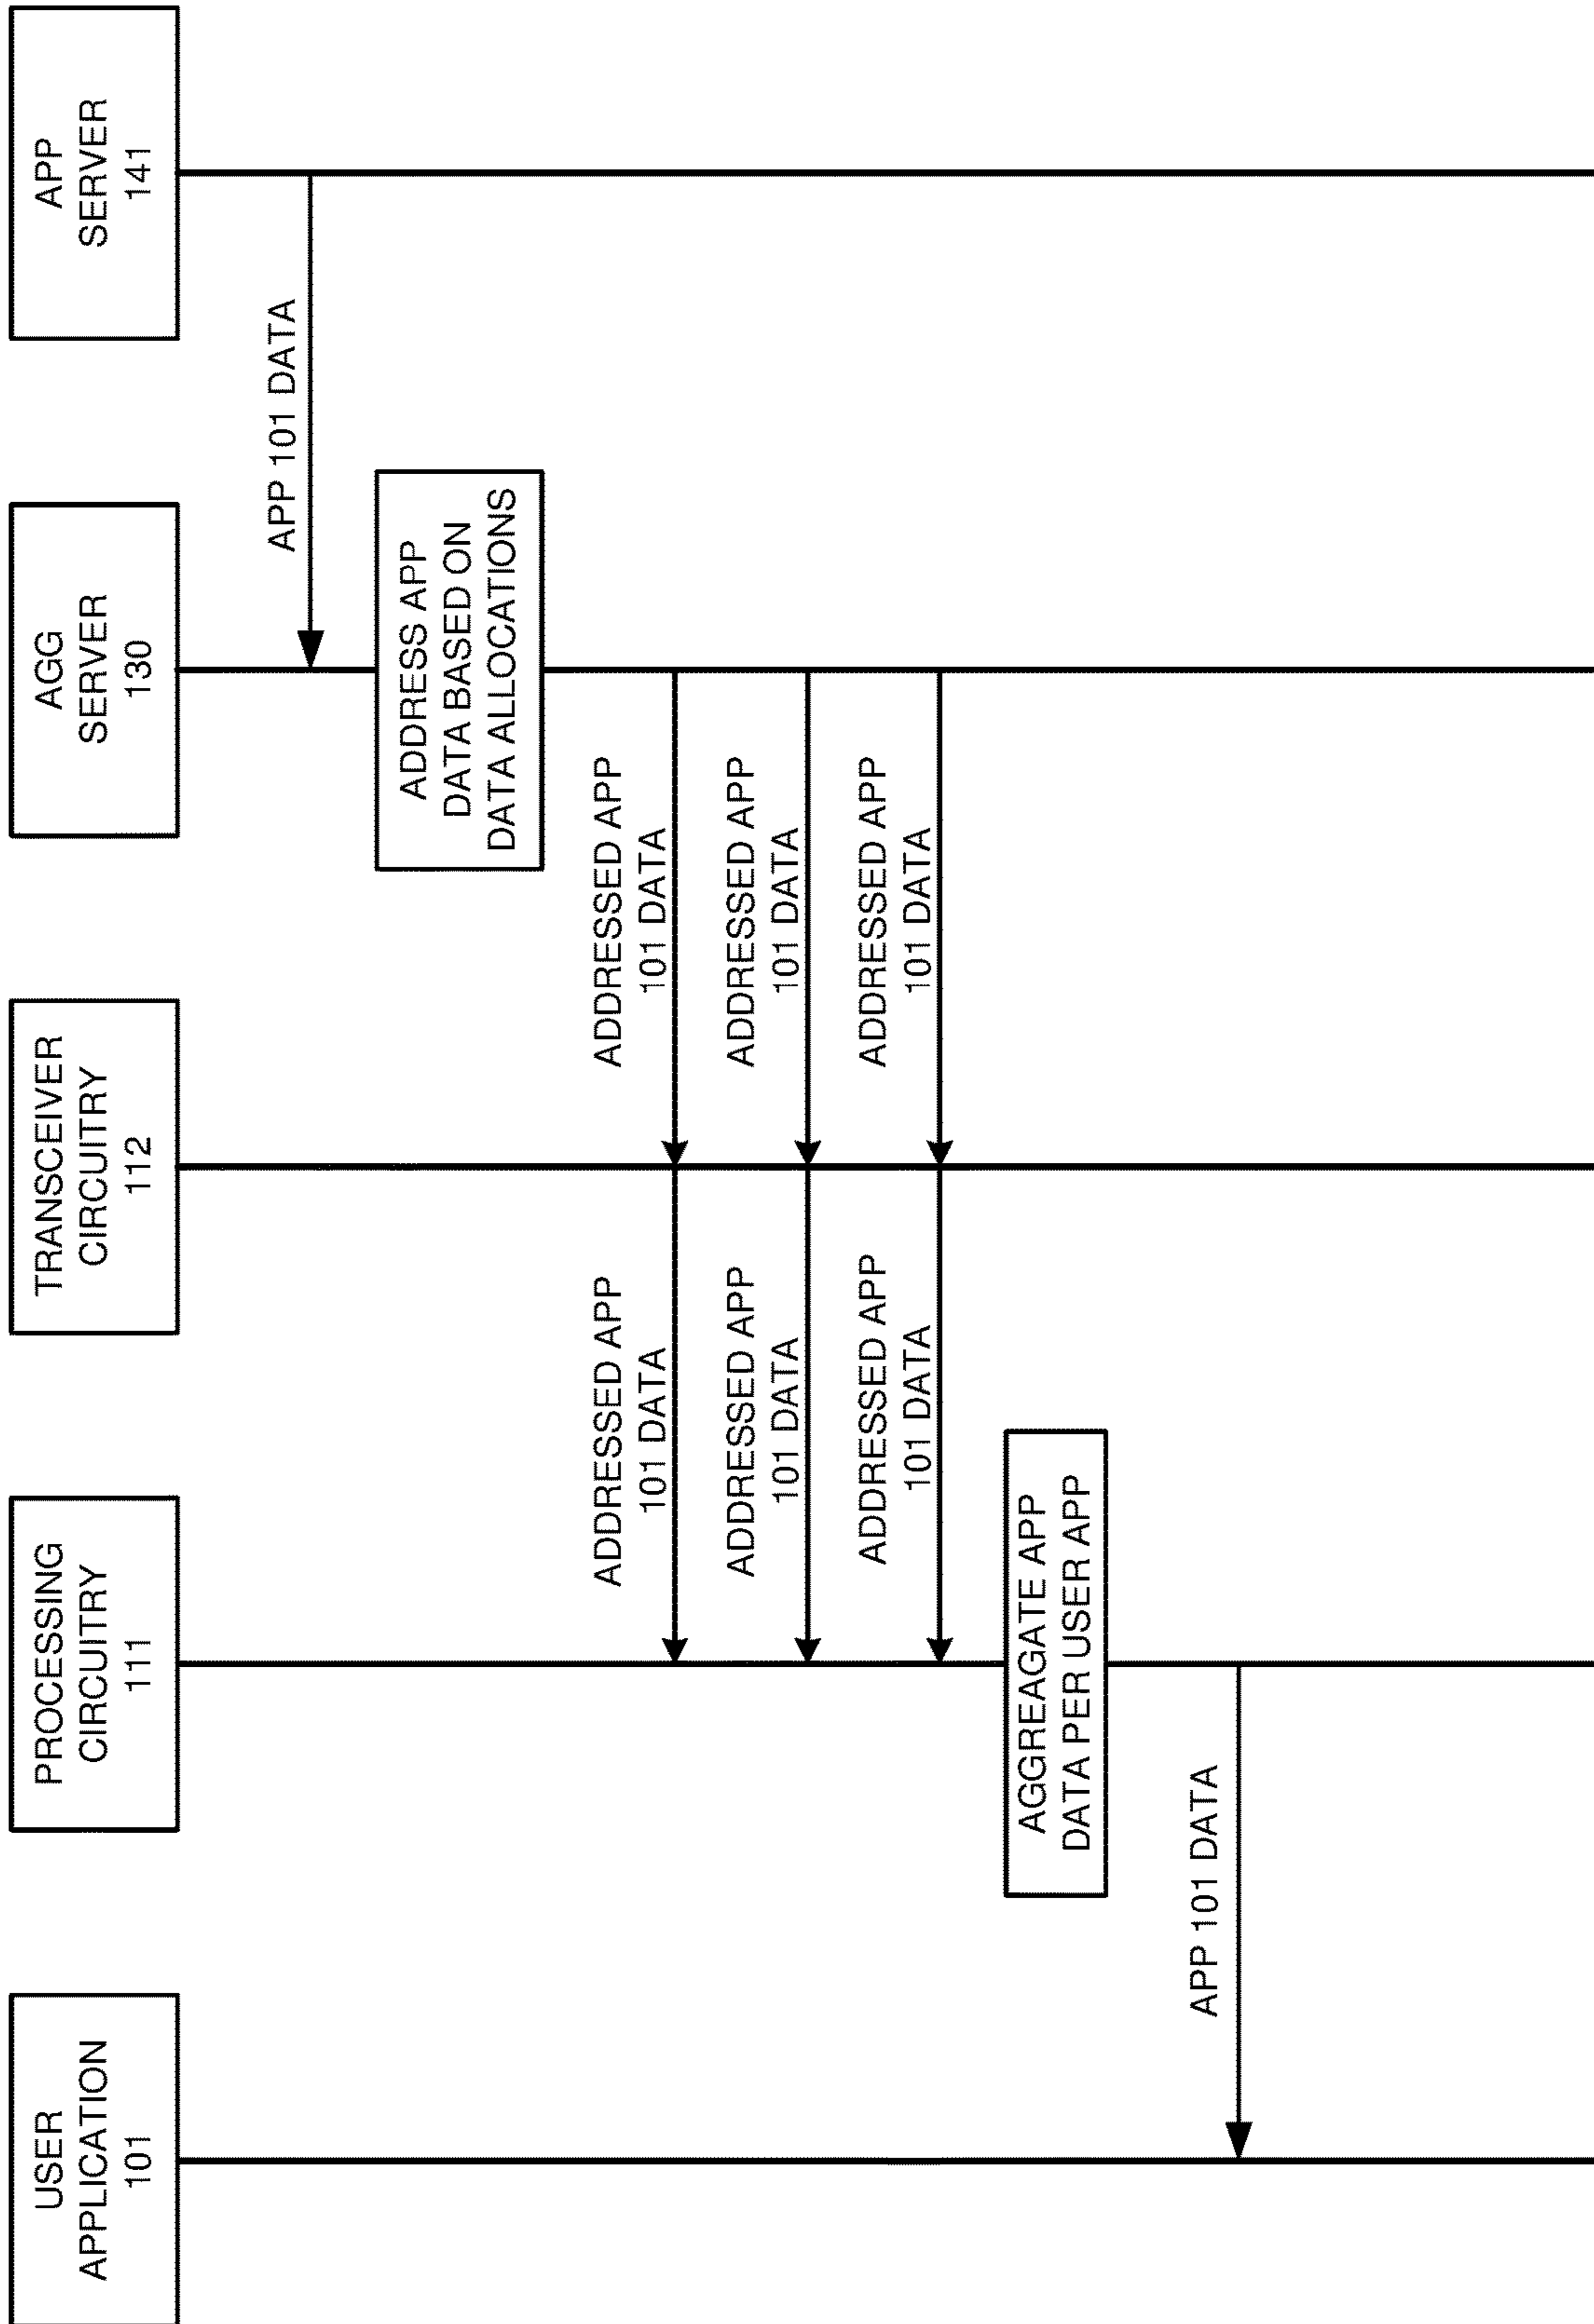 USER
APPLICATION
101
PROCESSING
CIRCUITRY
111
TRANSCEIVER
CIRCUITRY
112
AGG
SERVER
130
APP
SERVER
141
APP 101 DATA
ADDRESS APP
DATA BASED ON
DATA ALLOCATIONS
ADDRESSED APP
101 DATA
ADDRESSED APP
101 DATA
ADDRESSED APP
101 DATA
ADDRESSED APP
101 DATA
ADDRESSED APP
101 DATA
ADDRESSED APP
101 DATA
AGGREAGATE APP
DATA PER USER APP
APP 101 DATA